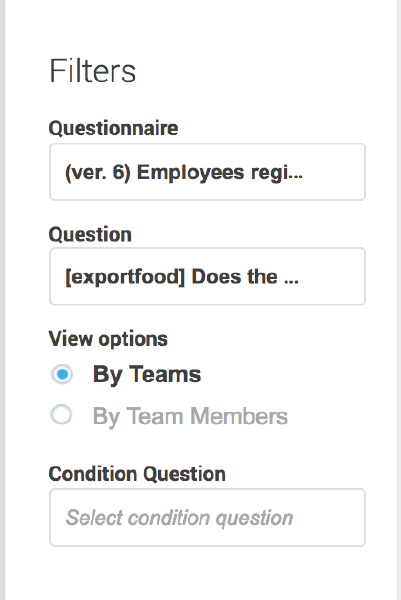 Filters
Questionnaire
(ver. 6) Employees regi...
Question
[exportfood] Does the ...
View options
By Teams
By Team Members
Condition Question
Select condition question